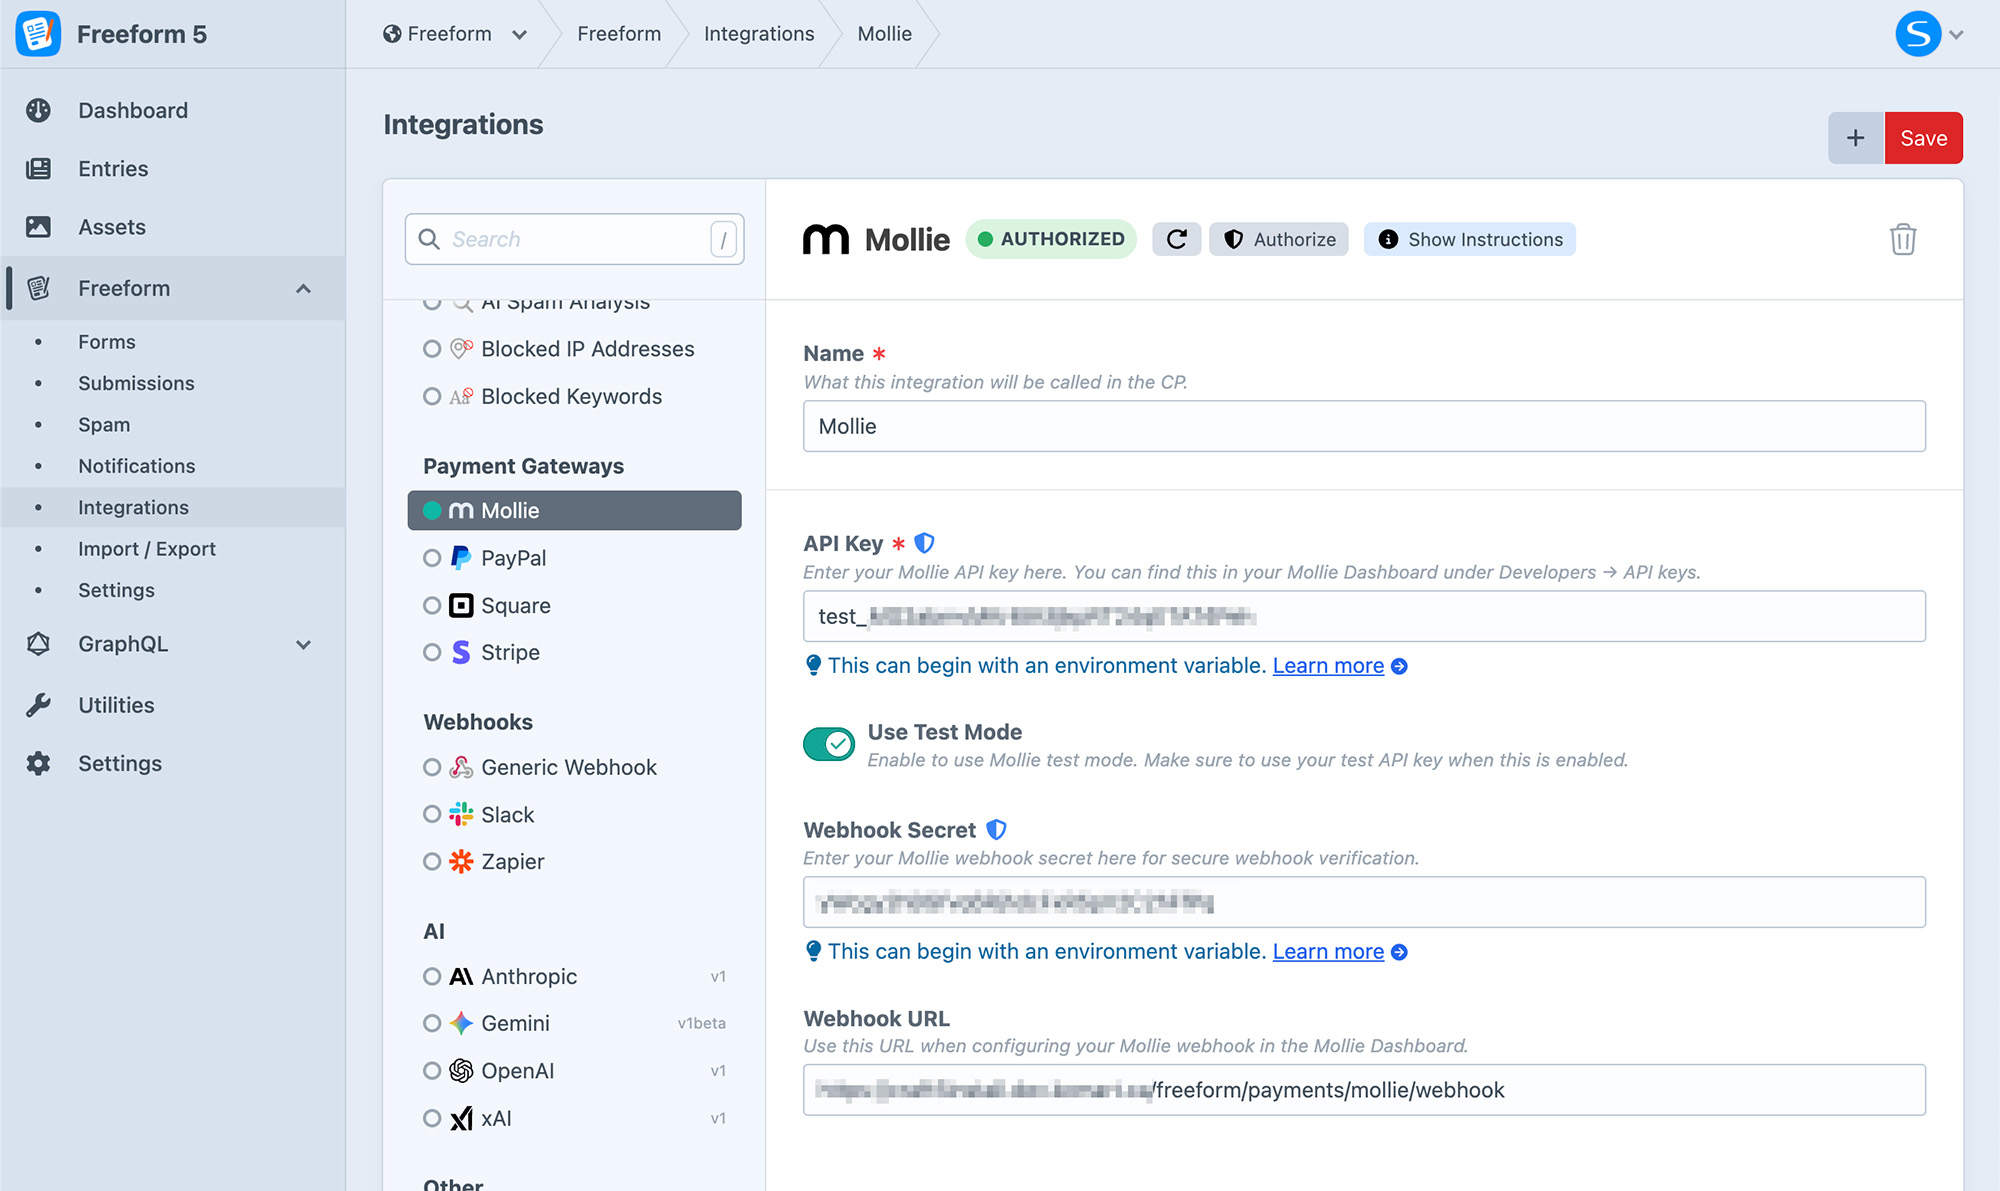 Freeform 5
Freeform
Freeform
Integrations
Mollie
S
Dashboard
Entries
Assets
Freeform
Forms
Submissions
Spam
Notifications
Integrations
Import / Export
Settings
GraphQL
Utilities
Settings
Integrations
+
Save
Search
/
AI Spam Analysis
Blocked IP Addresses
Blocked Keywords
Payment Gateways
Mollie
PayPal
Square
Stripe
Webhooks
Generic Webhook
Slack
Zapier
AI
Anthropic v1
Gemini v1beta
OpenAI v1
xAI v1
Other
Mollie
AUTHORIZED
Authorize
Show Instructions
Name *
What this integration will be called in the CP.
Mollie
API Key *
Enter your Mollie API key here. You can find this in your Mollie Dashboard under Developers → API keys.
test_
This can begin with an environment variable. Learn more
Use Test Mode
Enable to use Mollie test mode. Make sure to use your test API key when this is enabled.
Webhook Secret
Enter your Mollie webhook secret here for secure webhook verification.
This can begin with an environment variable. Learn more
Webhook URL
Use this URL when configuring your Mollie webhook in the Mollie Dashboard.
/freeform/payments/mollie/webhook